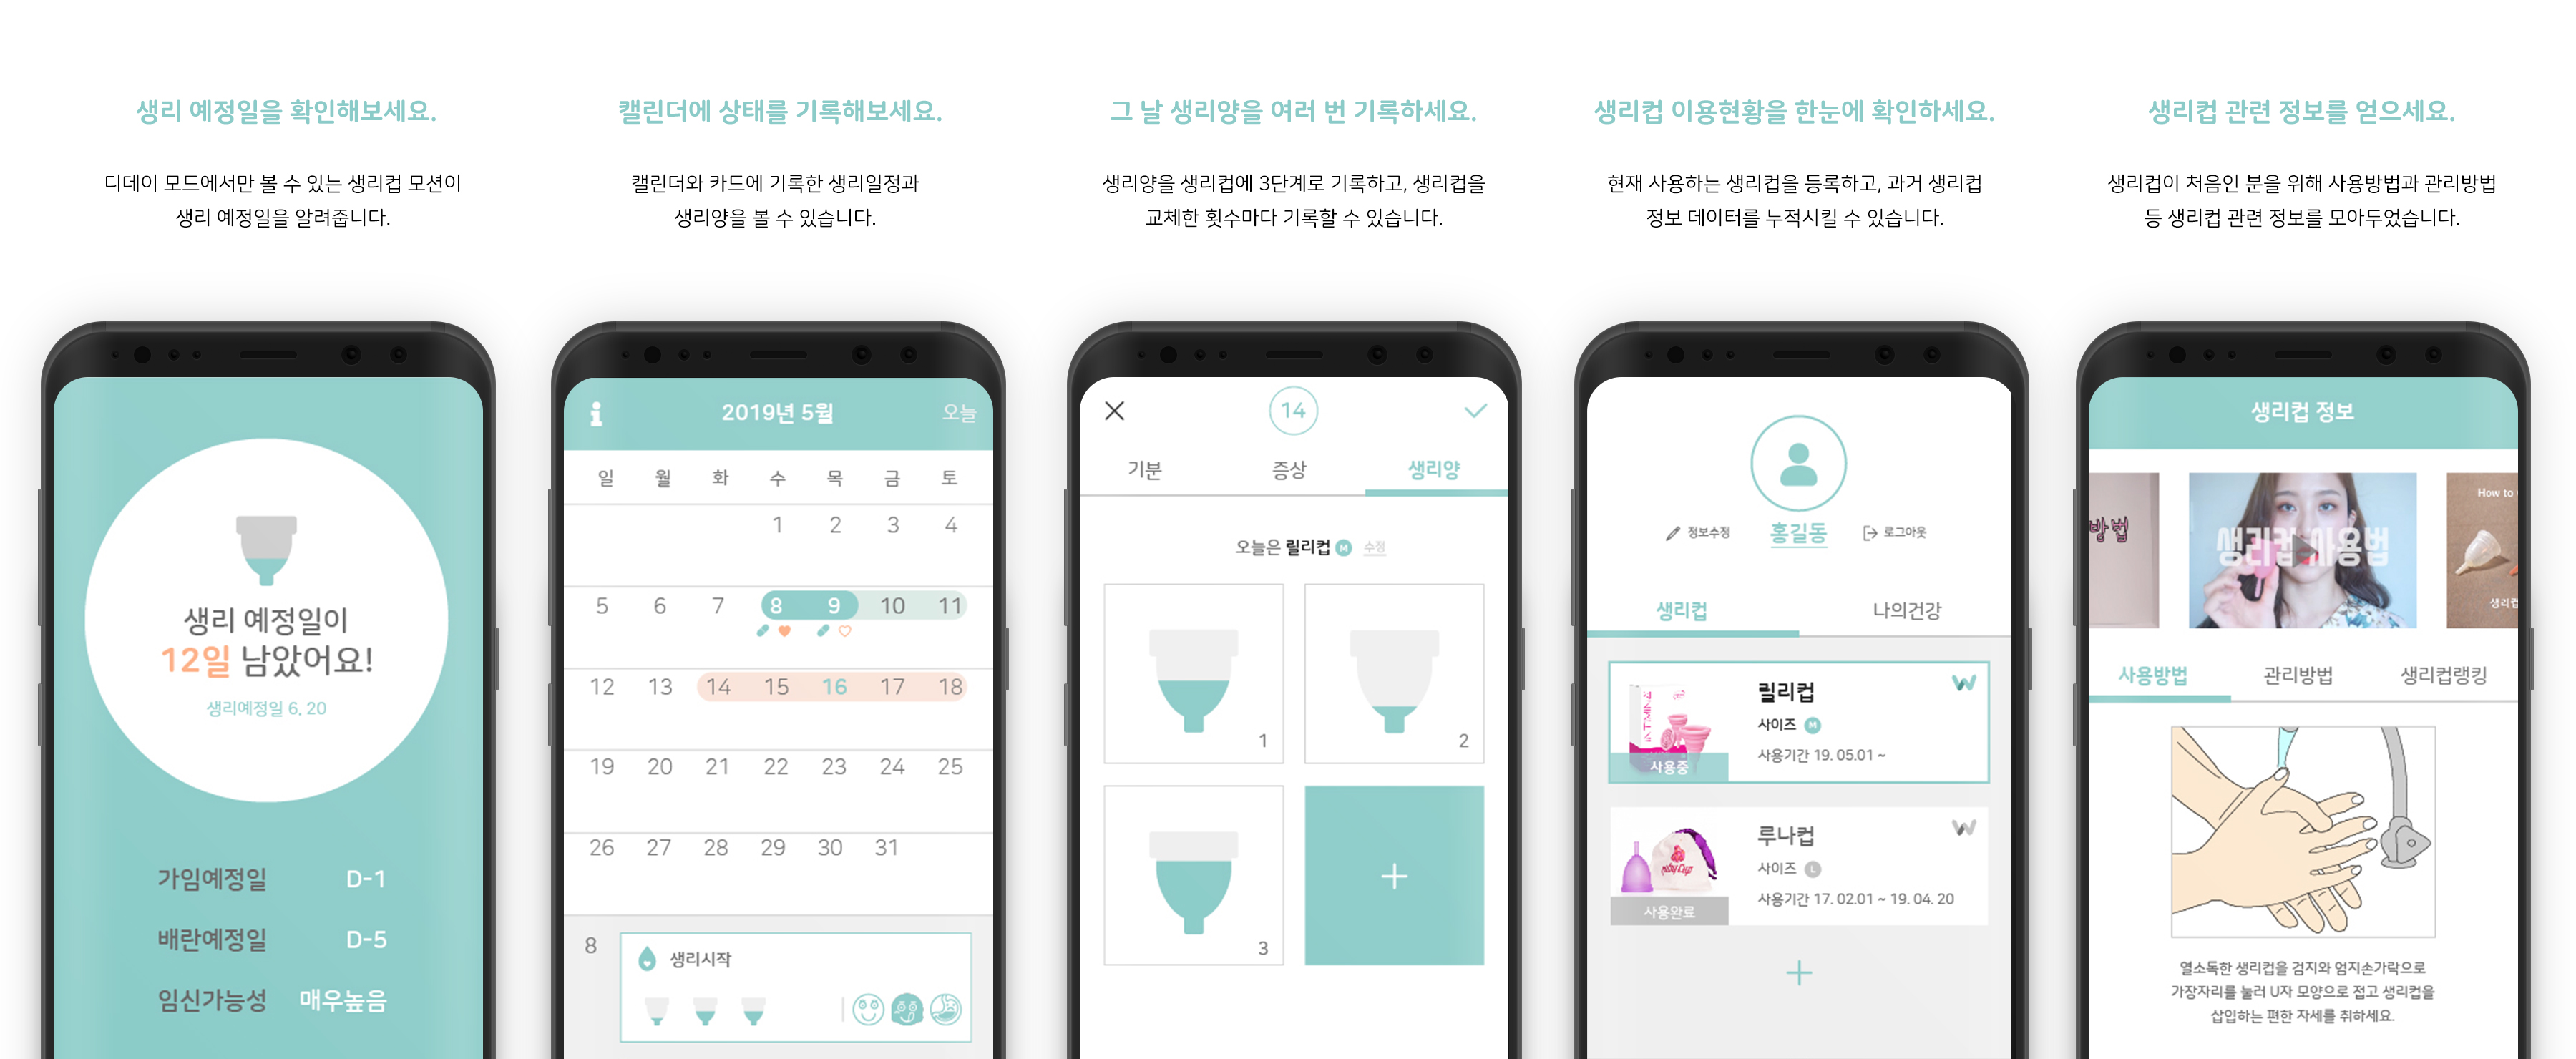 생리 예정일을 확인해보세요.
디데이 모드에서만 볼 수 있는 생리컵 모션이
생리 예정일을 알려줍니다.
생리 예정일이
12일 남았어요!
생리예정일 6. 20
가임예정일 D-1
배란예정일 D-5
임신가능성 매우높음
캘린더에 상태를 기록해보세요.
캘린더와 카드에 기록한 생리일정과
생리양을 볼 수 있습니다.
2019년 5월 오늘
일 월 화 수 목 금 토
1 2 3 4
5 6 7 8 9 10 11
12 13 14 15 16 17 18
19 20 21 22 23 24 25
26 27 28 29 30 31
8 생리시작
그 날 생리양을 여러 번 기록하세요.
생리양을 생리컵에 3단계로 기록하고, 생리컵을
교체한 횟수마다 기록할 수 있습니다.
14
기분 증상 생리양
오늘은 릴리컵 M 수정
1 2
3
생리컵 이용현황을 한눈에 확인하세요.
현재 사용하는 생리컵을 등록하고, 과거 생리컵
정보 데이터를 누적시킬 수 있습니다.
정보수정 홍길동 로그아웃
생리컵 나의건강
릴리컵
사이즈 M
사용기간 19. 05.01 ~
사용중
루나컵
사이즈 L
사용기간 17. 02.01 ~ 19. 04. 20
사용완료
생리컵 관련 정보를 얻으세요.
생리컵이 처음인 분을 위해 사용방법과 관리방법
등 생리컵 관련 정보를 모아두었습니다.
생리컵 정보
방법
생리컵 사용법
How to
생리컵
사용방법 관리방법 생리컵랭킹
열소독한 생리컵을 검지와 엄지손가락으로
가장자리를 눌러 U자 모양으로 접고 생리컵을
삽입하는 편한 자세를 취하세요.